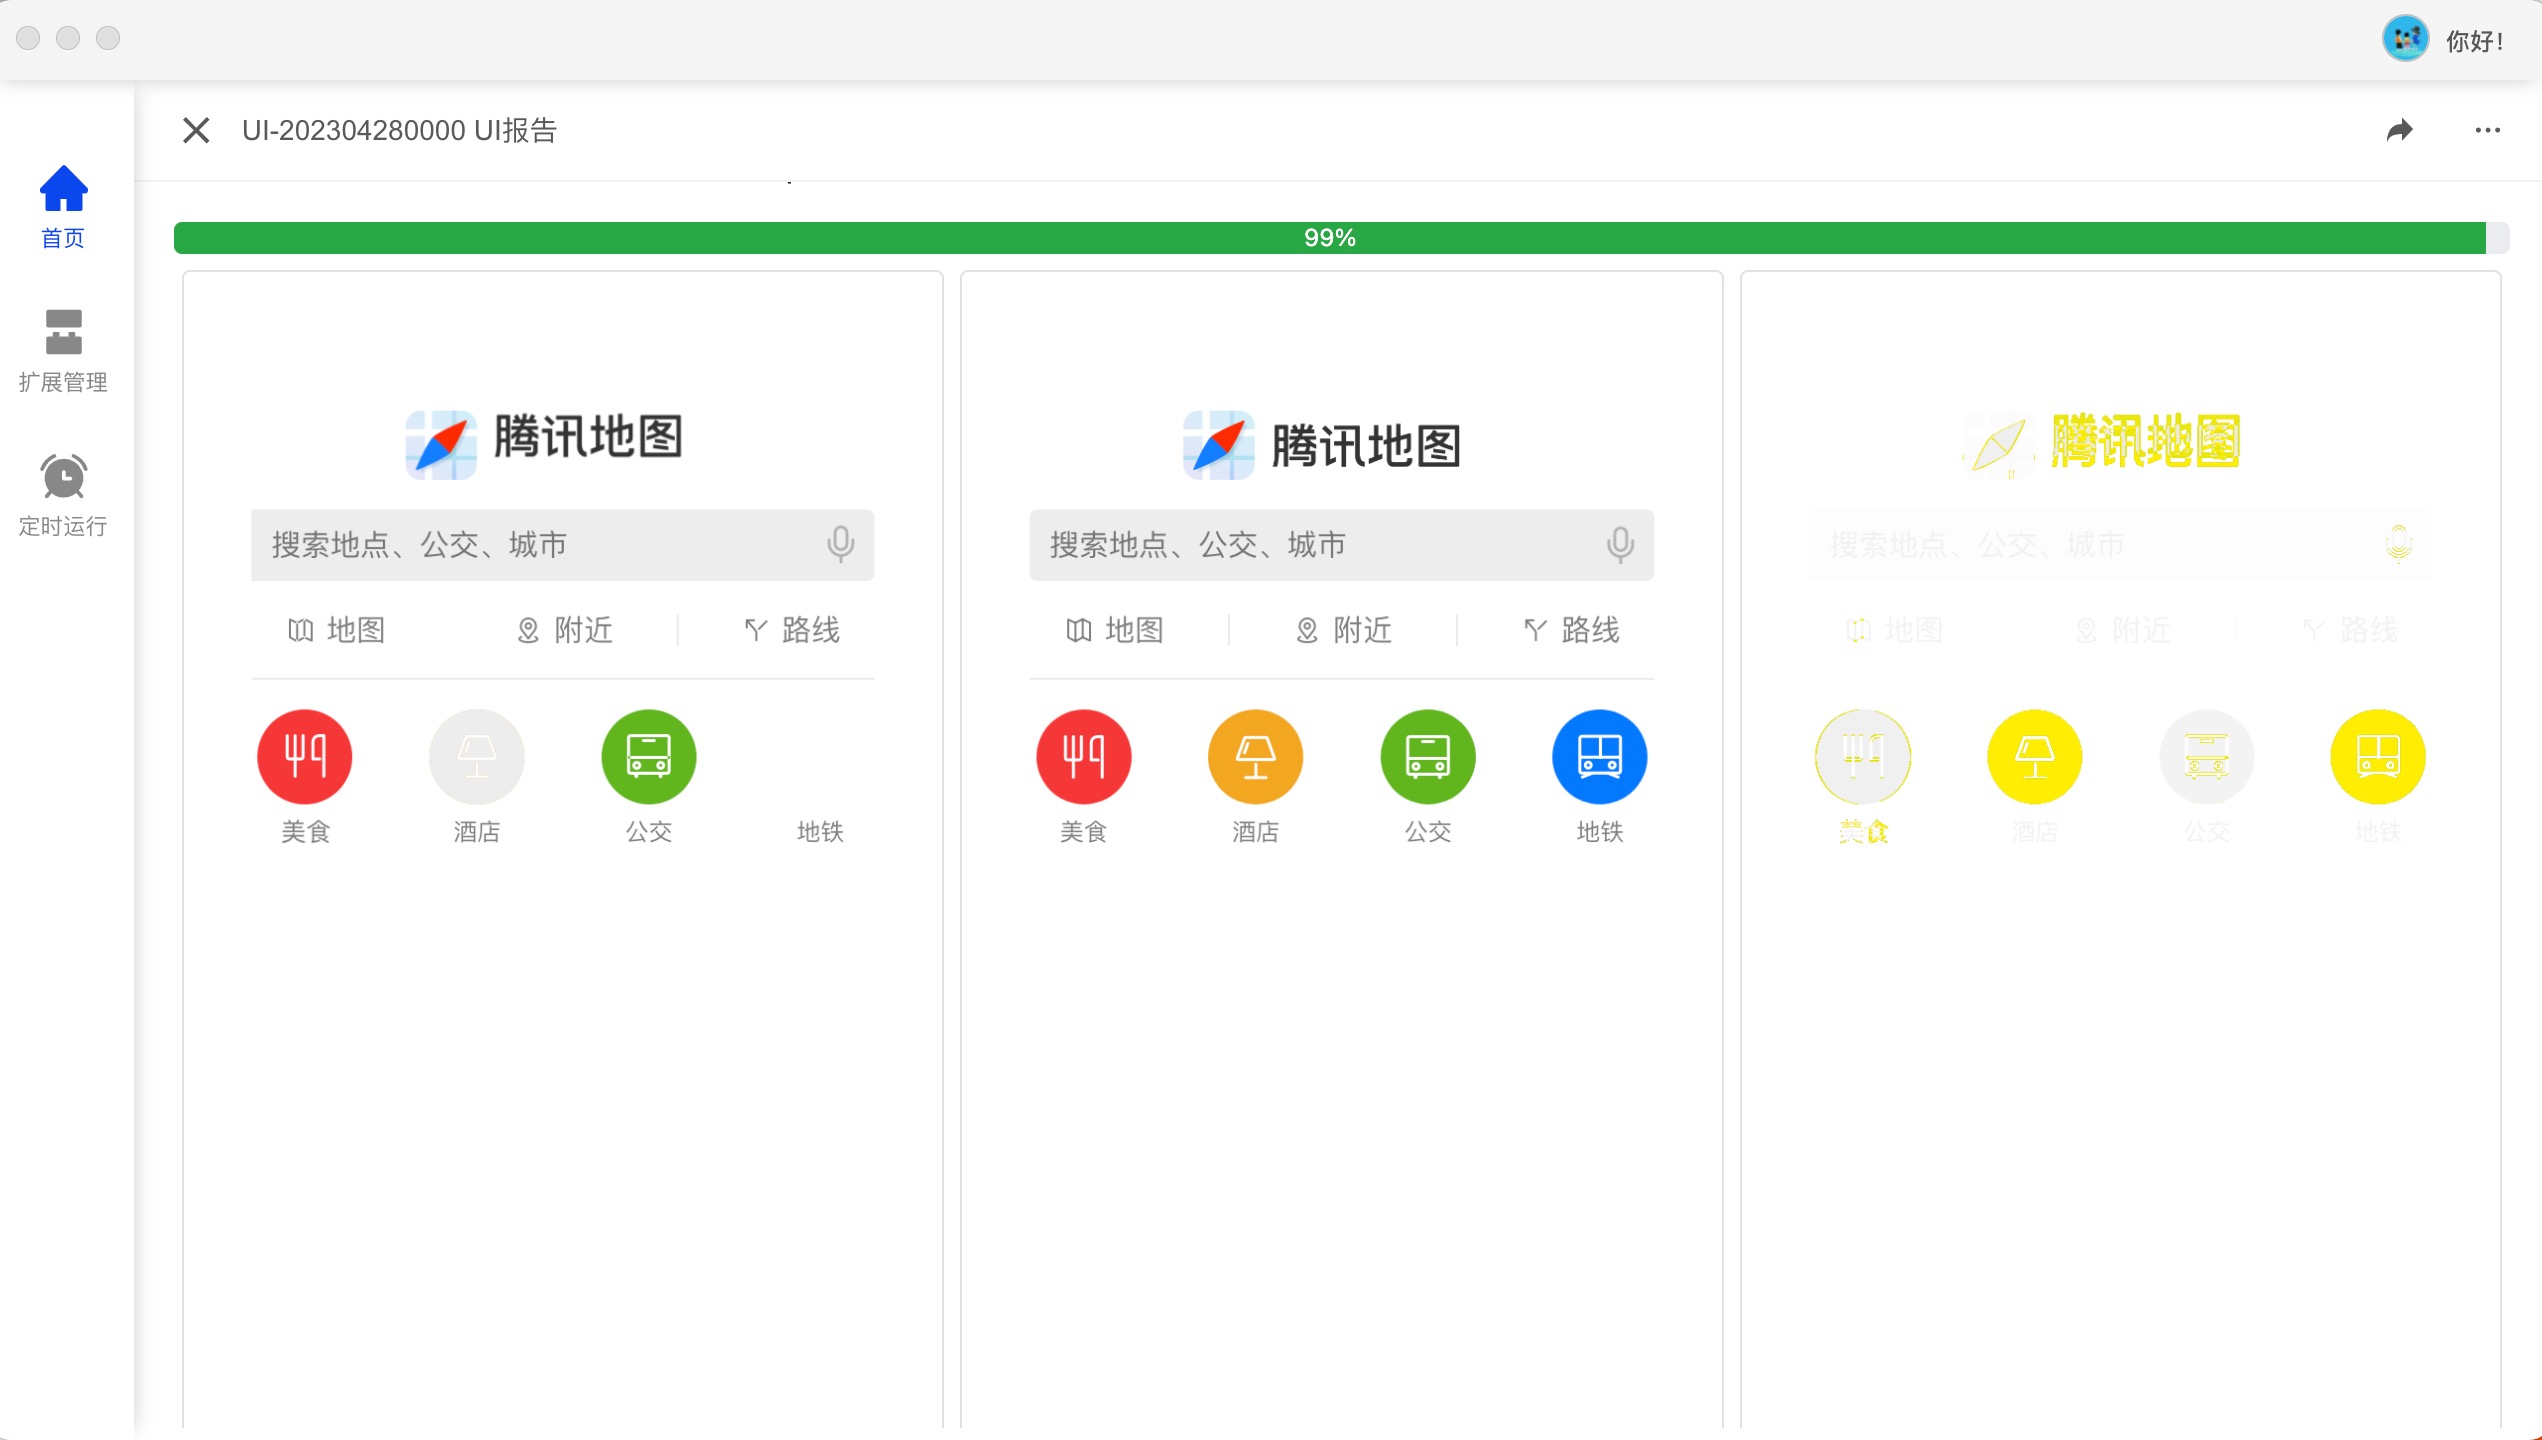 你好！
UI-202304280000 UI报告
首页
扩展管理
定时运行
99%
腾讯地图
搜索地点、公交、城市
地图 附近 路线
美食 酒店 公交 地铁
腾讯地图
搜索地点、公交、城市
地图 附近 路线
美食 酒店 公交 地铁
腾讯地图
搜索地点、公交、城市
地图 附近 路线
美食 酒店 公交 地铁